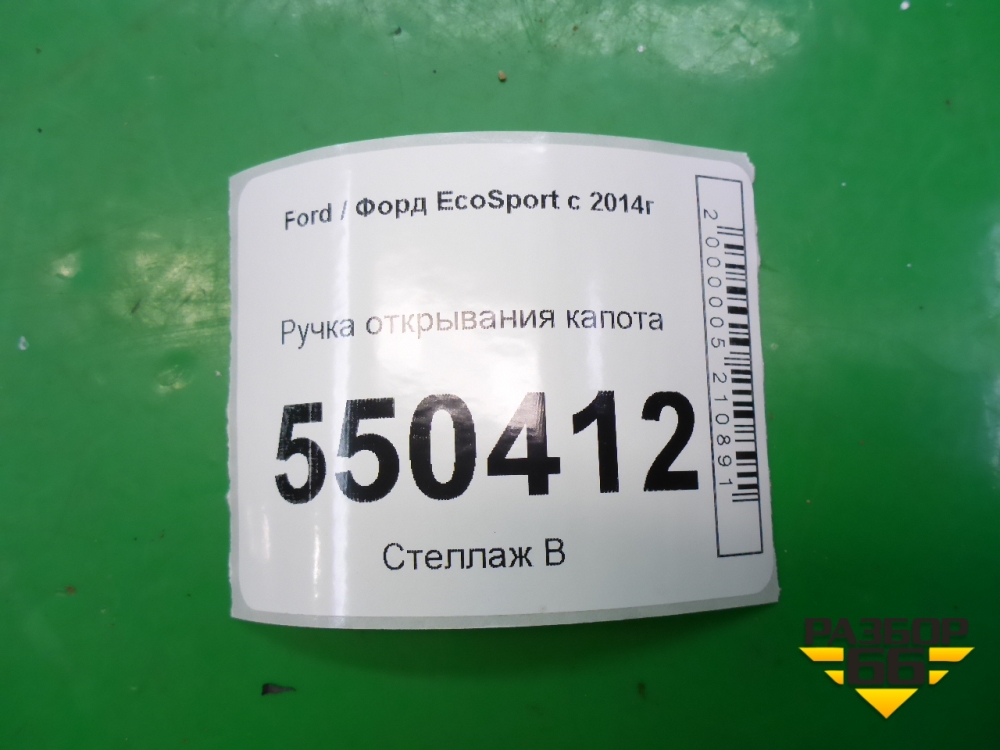 Ford / Форд EcoSport с 2014г
Ручка открывания капота
550412
Стеллаж В
2000005210891
РАЗБОР
66